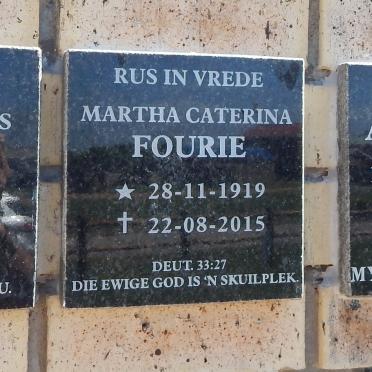 RUS IN VREDE
MARTHA CATERINA
FOURIE
★ 28-11-1919
✝ 22-08-2015
DEUT. 33:27
DIE EWIGE GOD IS 'N SKUILPLEK.
MY